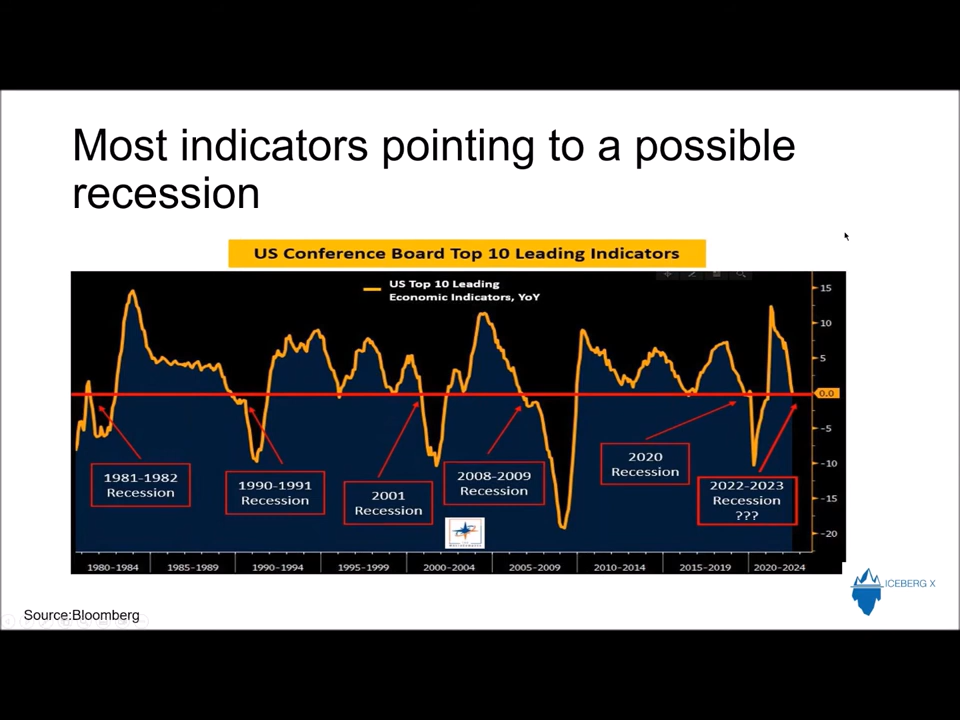 Most indicators pointing to a possible
recession
US Conference Board Top 10 Leading Indicators
US Top 10 Leading
Economic Indicators, YoY
15
10
5
0.0
-5
-10
-15
-20
1981-1982
Recession
1990-1991
Recession
2001
Recession
2008-2009
Recession
2020
Recession
2022-2023
Recession
???
1980-1984
1985-1989
1990-1994
1995-1999
2000-2004
2005-2009
2010-2014
2015-2019
2020-2024
ICEBERG X
Source:Bloomberg